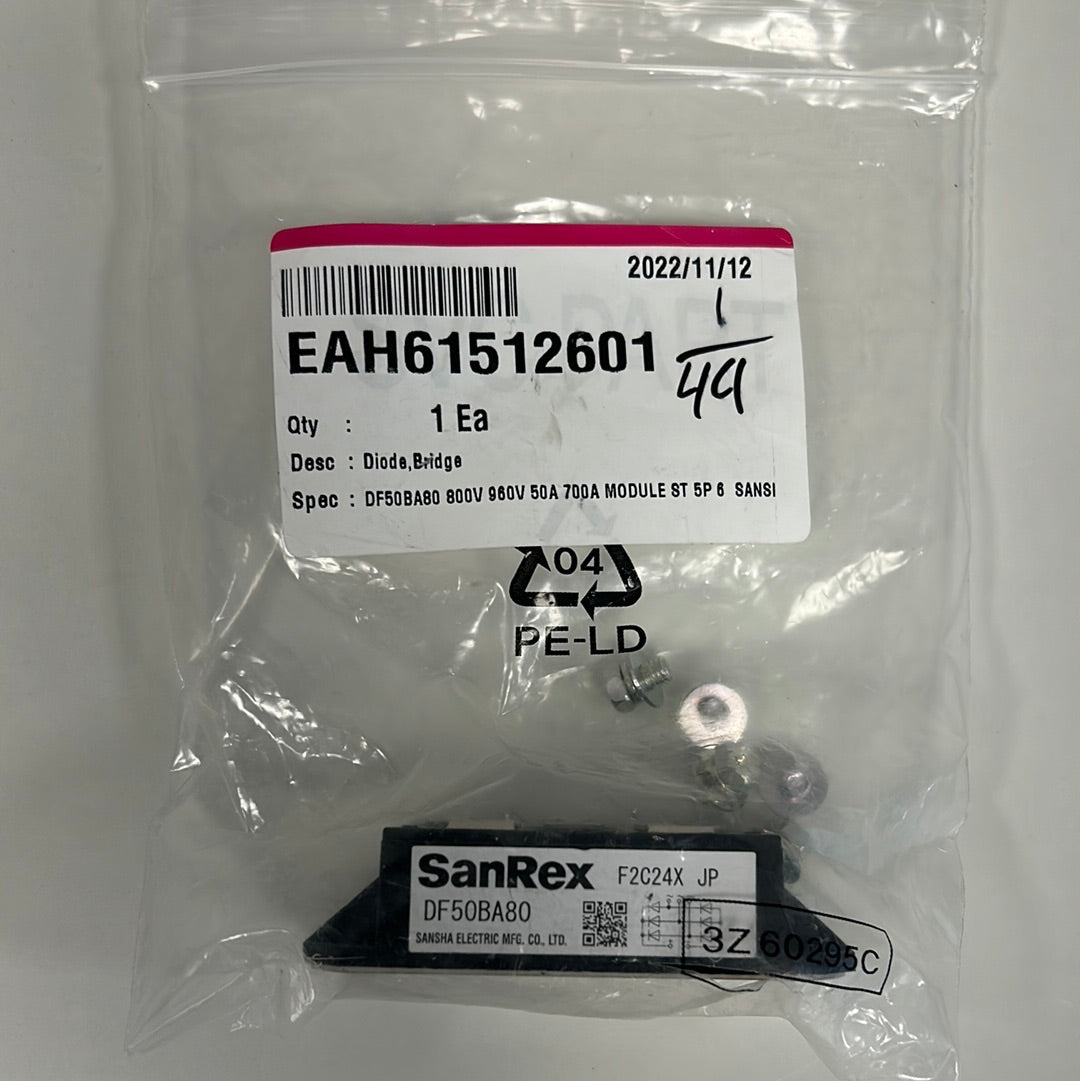 2022/11/12
EAH61512601
1
44
Qty : 1 Ea
Desc : Diode,Bridge
Spec : DF50BA80 800V 960V 50A 700A MODULE ST 5P 6 SANSI
04
PE-LD
SanRex F2C24X JP
DF50BA80
SANSHA ELECTRIC MFG. CO., LTD.
3Z 60295C